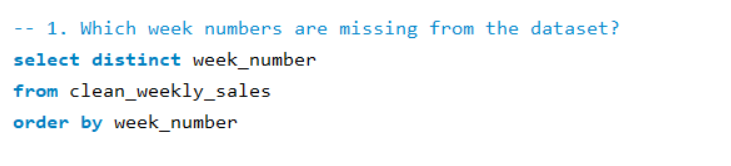 -- 1. Which week numbers are missing from the dataset?
select distinct week_number
from clean_weekly_sales
order by week_number